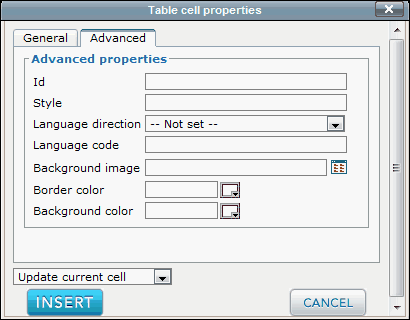 Table cell properties
General Advanced
Advanced properties
Id
Style
Language direction -- Not set --
Language code
Background image
Border color
Background color
Update current cell
INSERT CANCEL